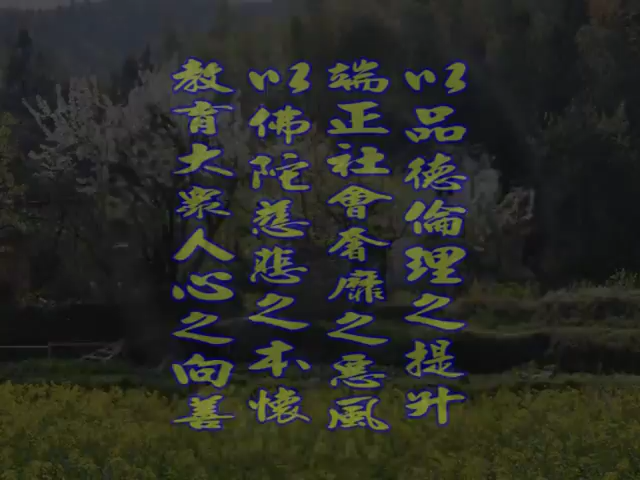 以品德倫理之提升
端正社會奢靡之惡風
以佛陀慈悲之本懷
教育大眾人心之向善